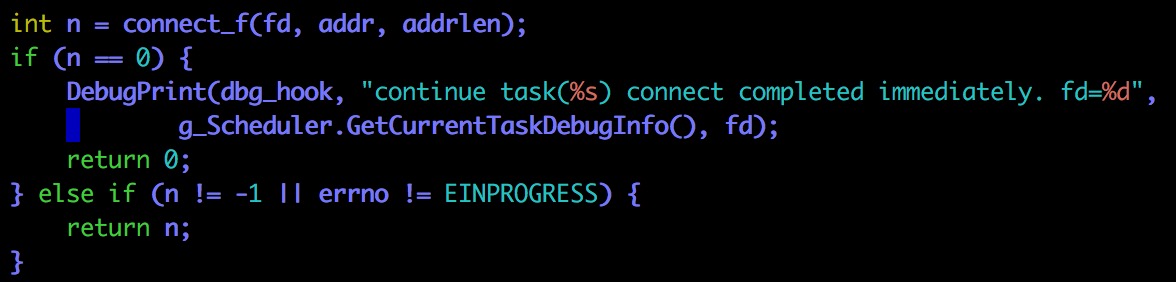 int n = connect_f(fd, addr, addrlen);
if (n == 0) {
    DebugPrint(dbg_hook, "continue task(%s) connect completed immediately. fd=%d",
            g_Scheduler.GetCurrentTaskDebugInfo(), fd);
    return 0;
} else if (n != -1 || errno != EINPROGRESS) {
    return n;
}